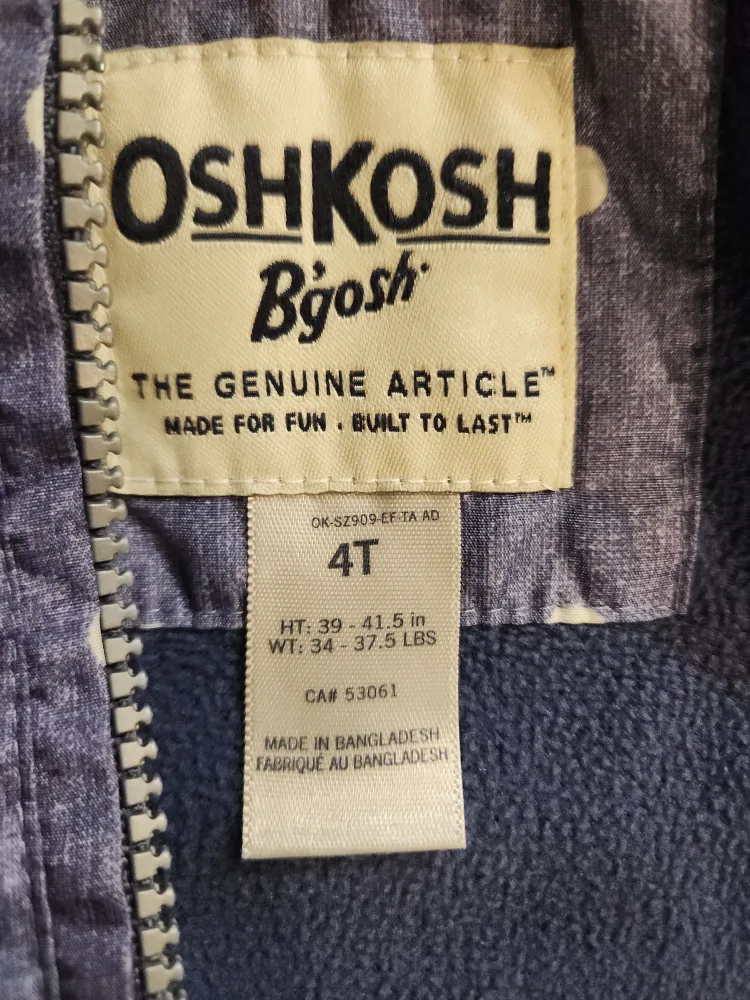 OSHKOSH
B'gosh
THE GENUINE ARTICLE™
MADE FOR FUN . BUILT TO LAST™
OK-SZ909-EF-TA AD
4T
HT: 39 - 41.5 in
WT: 34 - 37.5 LBS
CA# 53061
MADE IN BANGLADESH
FABRIQUÉ AU BANGLADESH